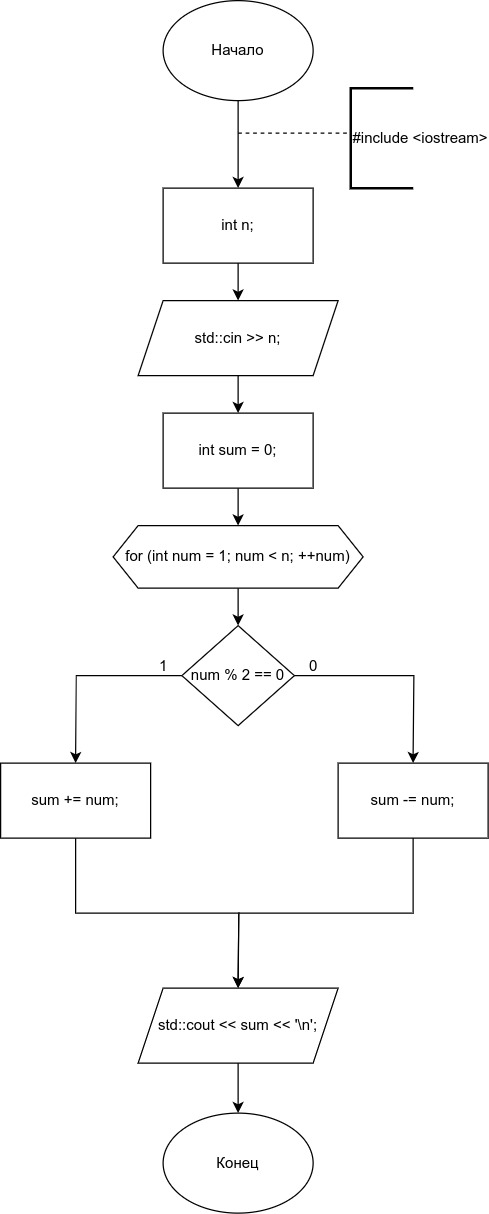 Начало
#include <iostream>
int n;
std::cin >> n;
int sum = 0;
for (int num = 1; num < n; ++num)
1
num % 2 == 0
0
sum += num;
sum -= num;
std::cout << sum << '\n';
Конец